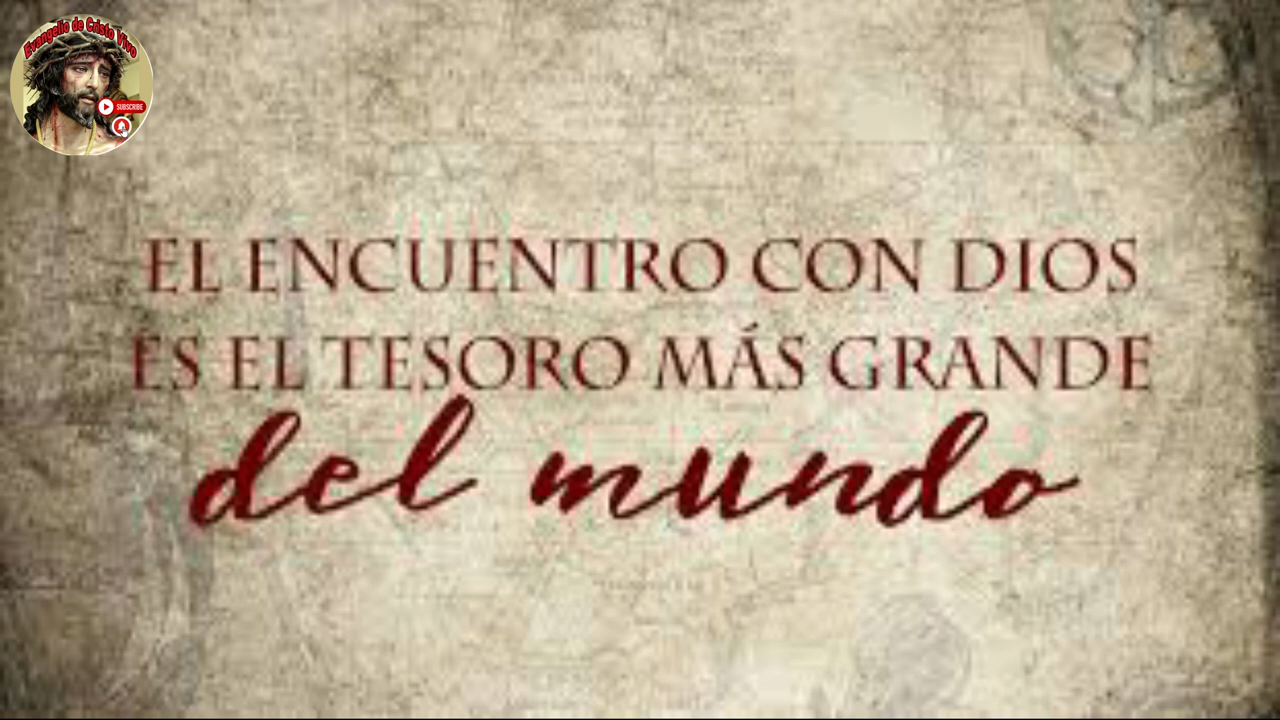 Evangelio de Cristo Vivo
SUBSCRIBE
EL ENCUENTRO CON DIOS
ES EL TESORO MÁS GRANDE
del mundo